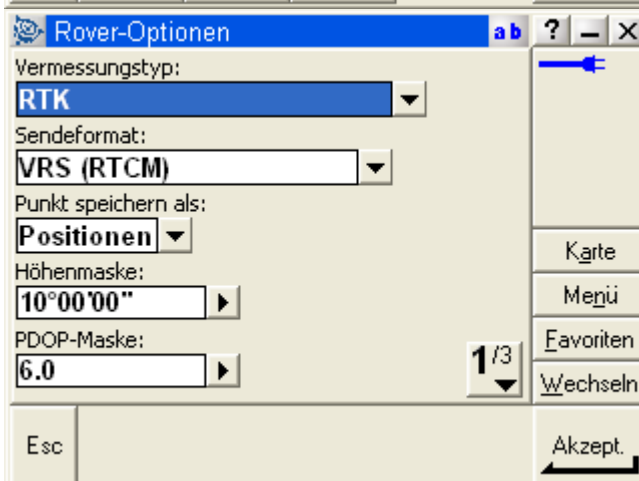 Rover-Optionen ab ? – X
Vermessungstyp:
RTK
Sendeformat:
VRS (RTCM)
Punkt speichern als:
Positionen
Höhenmaske:
10°00'00"
PDOP-Maske:
6.0
1/3
Karte
Menü
Favoriten
Wechseln
Esc
Akzept.